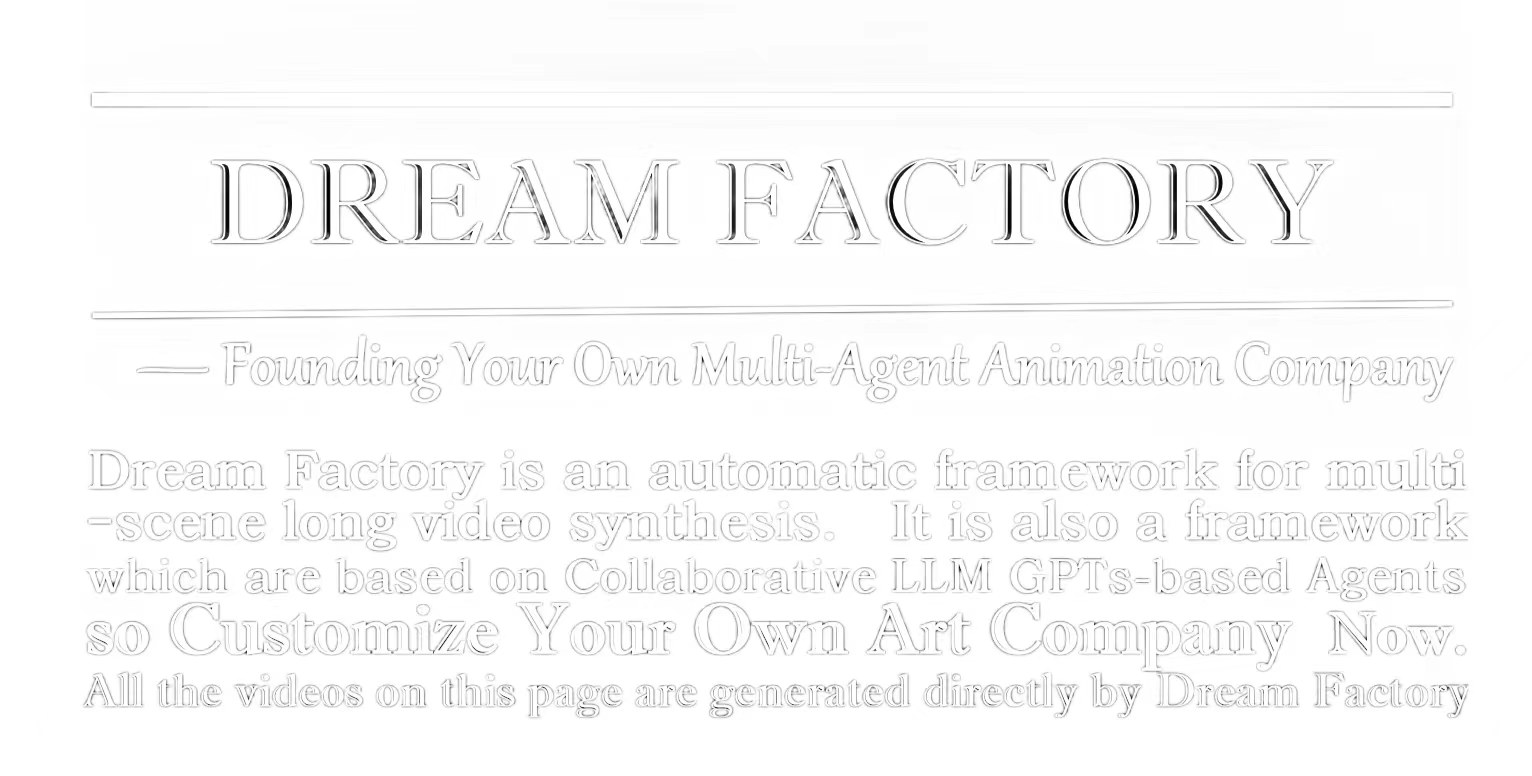 DREAM FACTORY
— Founding Your Own Multi-Agent Animation Company
Dream Factory is an automatic framework for multi
-scene long video synthesis. It is also a framework
which are based on Collaborative LLM GPTs-based Agents
so Customize Your Own Art Company Now.
All the videos on this page are generated directly by Dream Factory